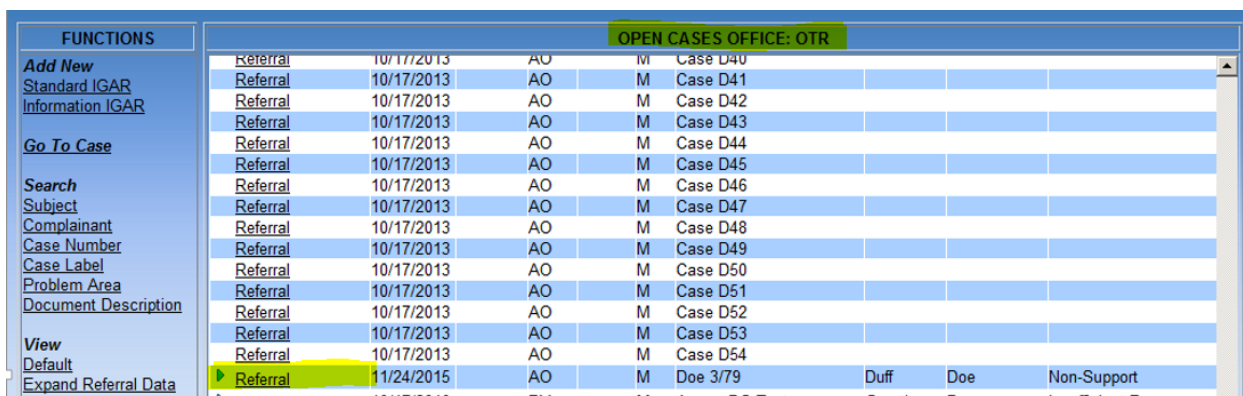 FUNCTIONS
Add New
Standard IGAR
Information IGAR
Go To Case
Search
Subject
Complainant
Case Number
Case Label
Problem Area
Document Description
View
Default
Expand Referral Data
OPEN CASES OFFICE: OTR
Referral 10/17/2013 AO M Case D40
Referral 10/17/2013 AO M Case D41
Referral 10/17/2013 AO M Case D42
Referral 10/17/2013 AO M Case D43
Referral 10/17/2013 AO M Case D44
Referral 10/17/2013 AO M Case D45
Referral 10/17/2013 AO M Case D46
Referral 10/17/2013 AO M Case D47
Referral 10/17/2013 AO M Case D48
Referral 10/17/2013 AO M Case D49
Referral 10/17/2013 AO M Case D50
Referral 10/17/2013 AO M Case D51
Referral 10/17/2013 AO M Case D52
Referral 10/17/2013 AO M Case D53
Referral 10/17/2013 AO M Case D54
Referral 11/24/2015 AO M Doe 3/79 Duff Doe Non-Support